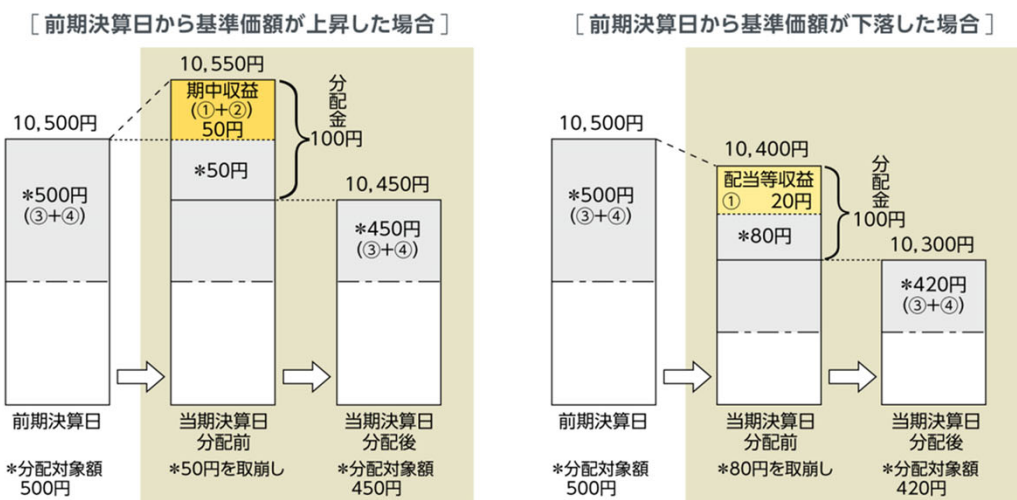 ［前期決算日から基準価額が上昇した場合］
10,550円
期中収益
(①+②)
50円
分配金
100円
10,500円
＊500円
(③+④)
＊50円
10,450円
＊450円
(③+④)
前期決算日
当期決算日
分配前
当期決算日
分配後
＊分配対象額
500円
＊50円を取崩し
＊分配対象額
450円
［前期決算日から基準価額が下落した場合］
10,500円
＊500円
(③+④)
10,400円
配当等収益
① 20円
＊80円
分配金
100円
10,300円
＊420円
(③+④)
前期決算日
当期決算日
分配前
当期決算日
分配後
＊分配対象額
500円
＊80円を取崩し
＊分配対象額
420円